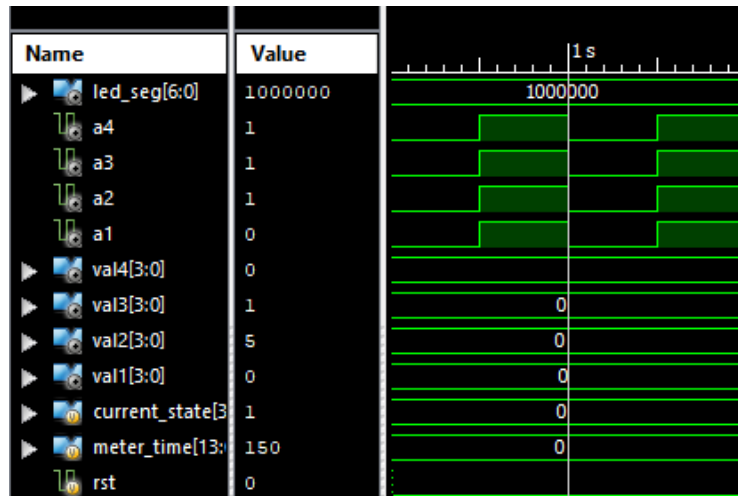 Name Value 1 s
led_seg[6:0] 1000000 1000000
a4 1
a3 1
a2 1
a1 0
val4[3:0] 0
val3[3:0] 1 0
val2[3:0] 5 0
val1[3:0] 0 0
current_state[3 1 0
meter_time[13: 150 0
rst 0